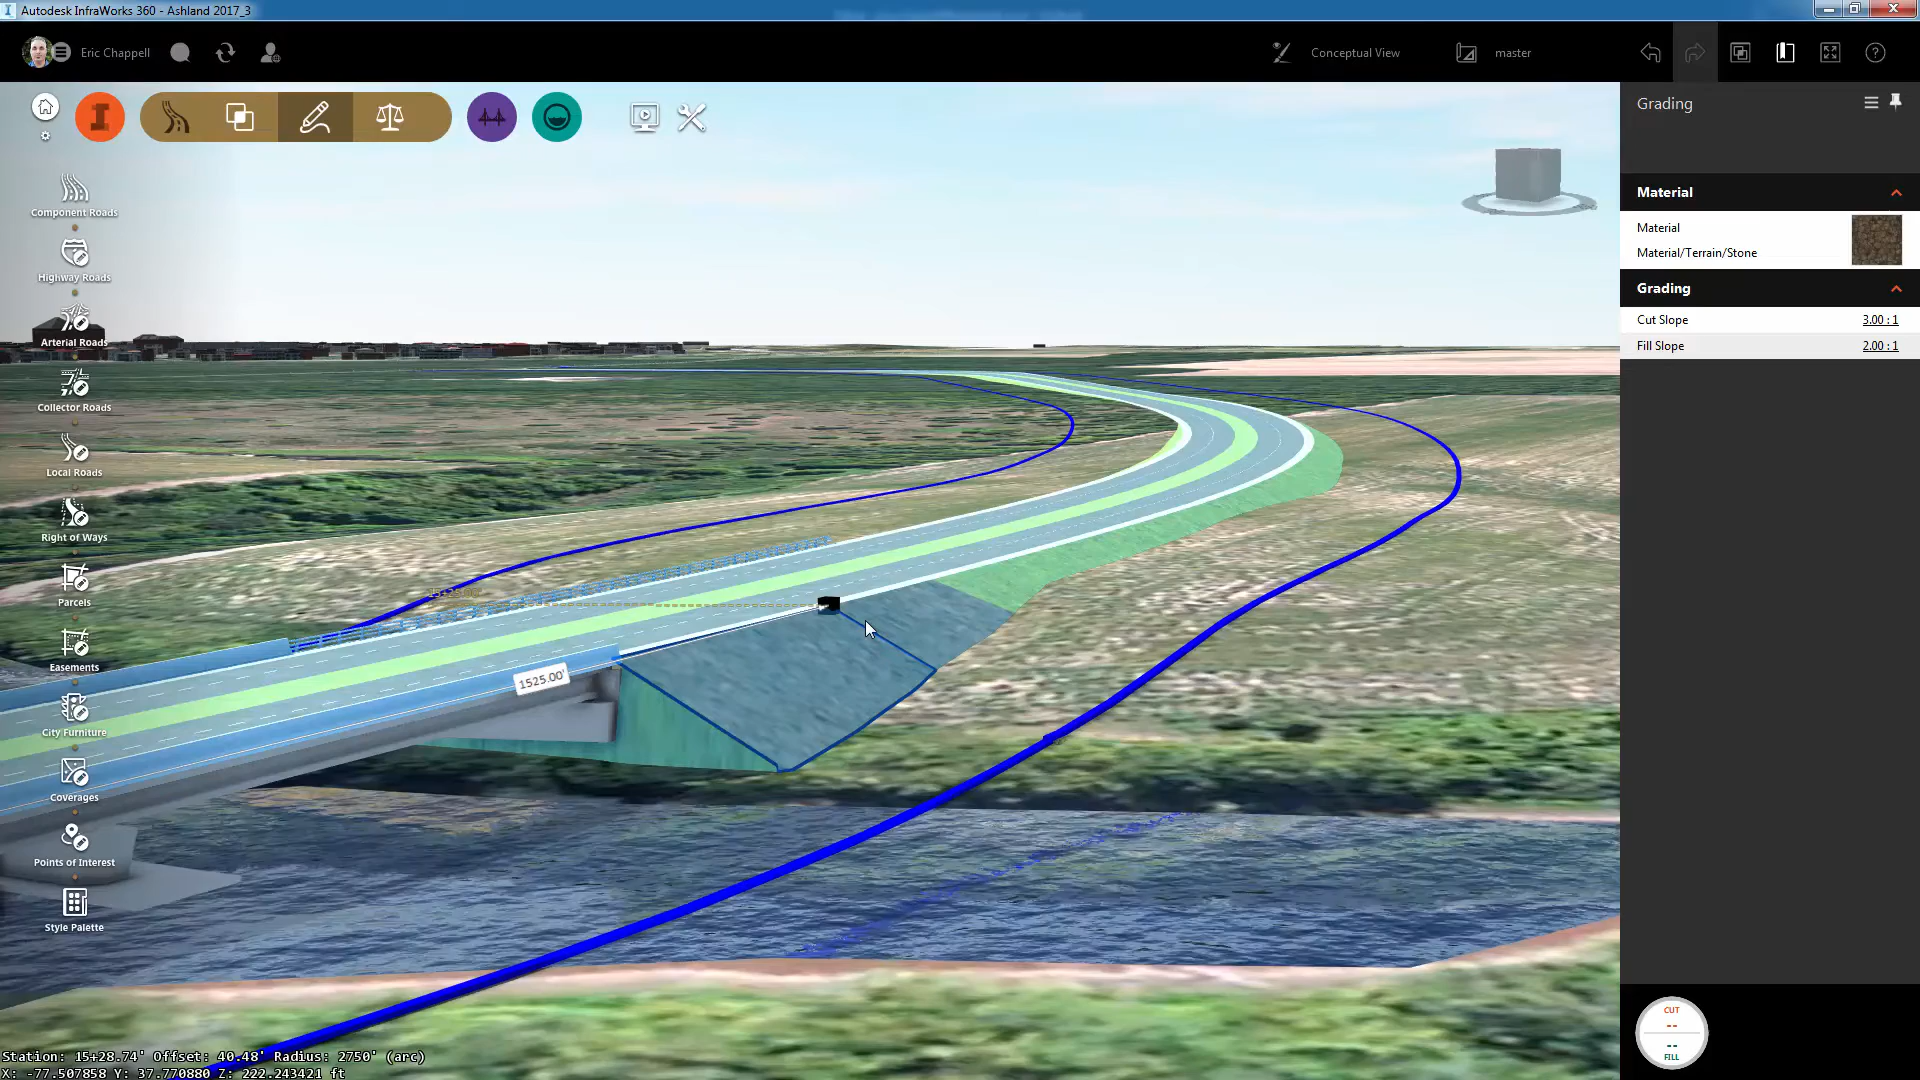 Autodesk InfraWorks 360 - Ashland 2017_3
Eric Chappell
Conceptual View
master
Component Roads
Highway Roads
Arterial Roads
Collector Roads
Local Roads
Right of Ways
Parcels
Easements
City Furniture
Coverages
Points of Interest
Style Palette
1525.00'
Station: 15+28.74' Offset: 40.48' Radius: 2750' (arc)
X: -77.507858 Y: 37.770880 Z: 222.243421 ft
Grading
Material
Material
Material/Terrain/Stone
Grading
Cut Slope 3.00 : 1
Fill Slope 2.00 : 1
CUT
--
--
FILL